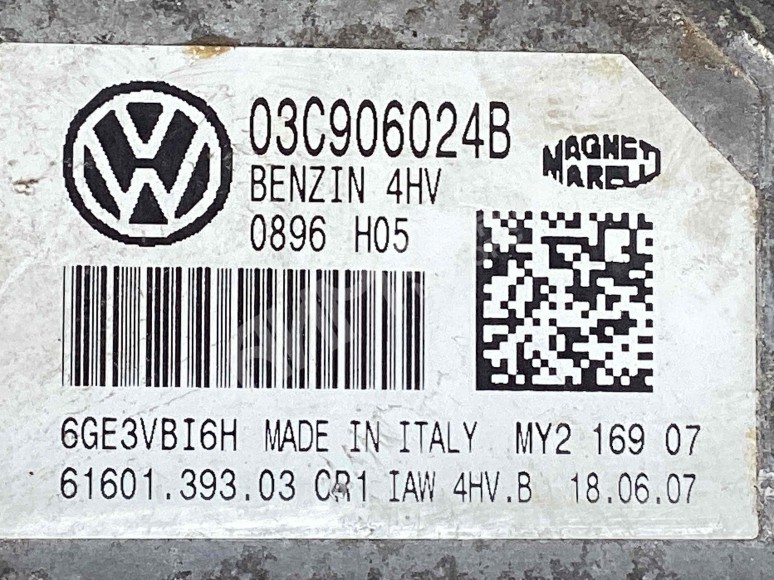 03C906024B
MAGNETI
MARELLI
BENZIN 4HV
0896 H05
6GE3VBI6H MADE IN ITALY MY2 169 07
61601.393.03 CR1 IAW 4HV.B 18.06.07